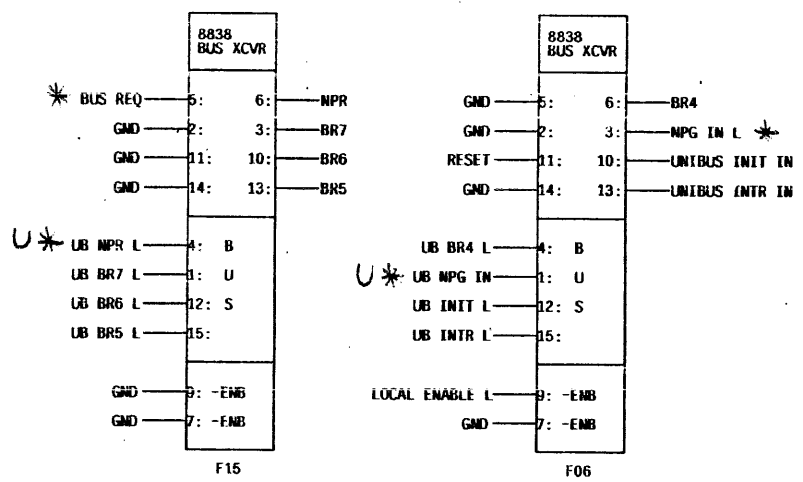 8838
BUS XCVR
* BUS REQ 5: 6: NPR
GND 2: 3: BR7
GND 11: 10: BR6
GND 14: 13: BR5
U * UB NPR L 4: B
UB BR7 L 1: U
UB BR6 L 12: S
UB BR5 L 15:
GND 9: -ENB
GND 7: -ENB
F15
8838
BUS XCVR
GND 5: 6: BR4
GND 2: 3: NPG IN L *
RESET 11: 10: UNIBUS INIT IN
GND 14: 13: UNIBUS INTR IN
UB BR4 L 4: B
U * UB NPG IN 1: U
UB INIT L 12: S
UB INTR L 15:
LOCAL ENABLE L 9: -ENB
GND 7: -ENB
F06